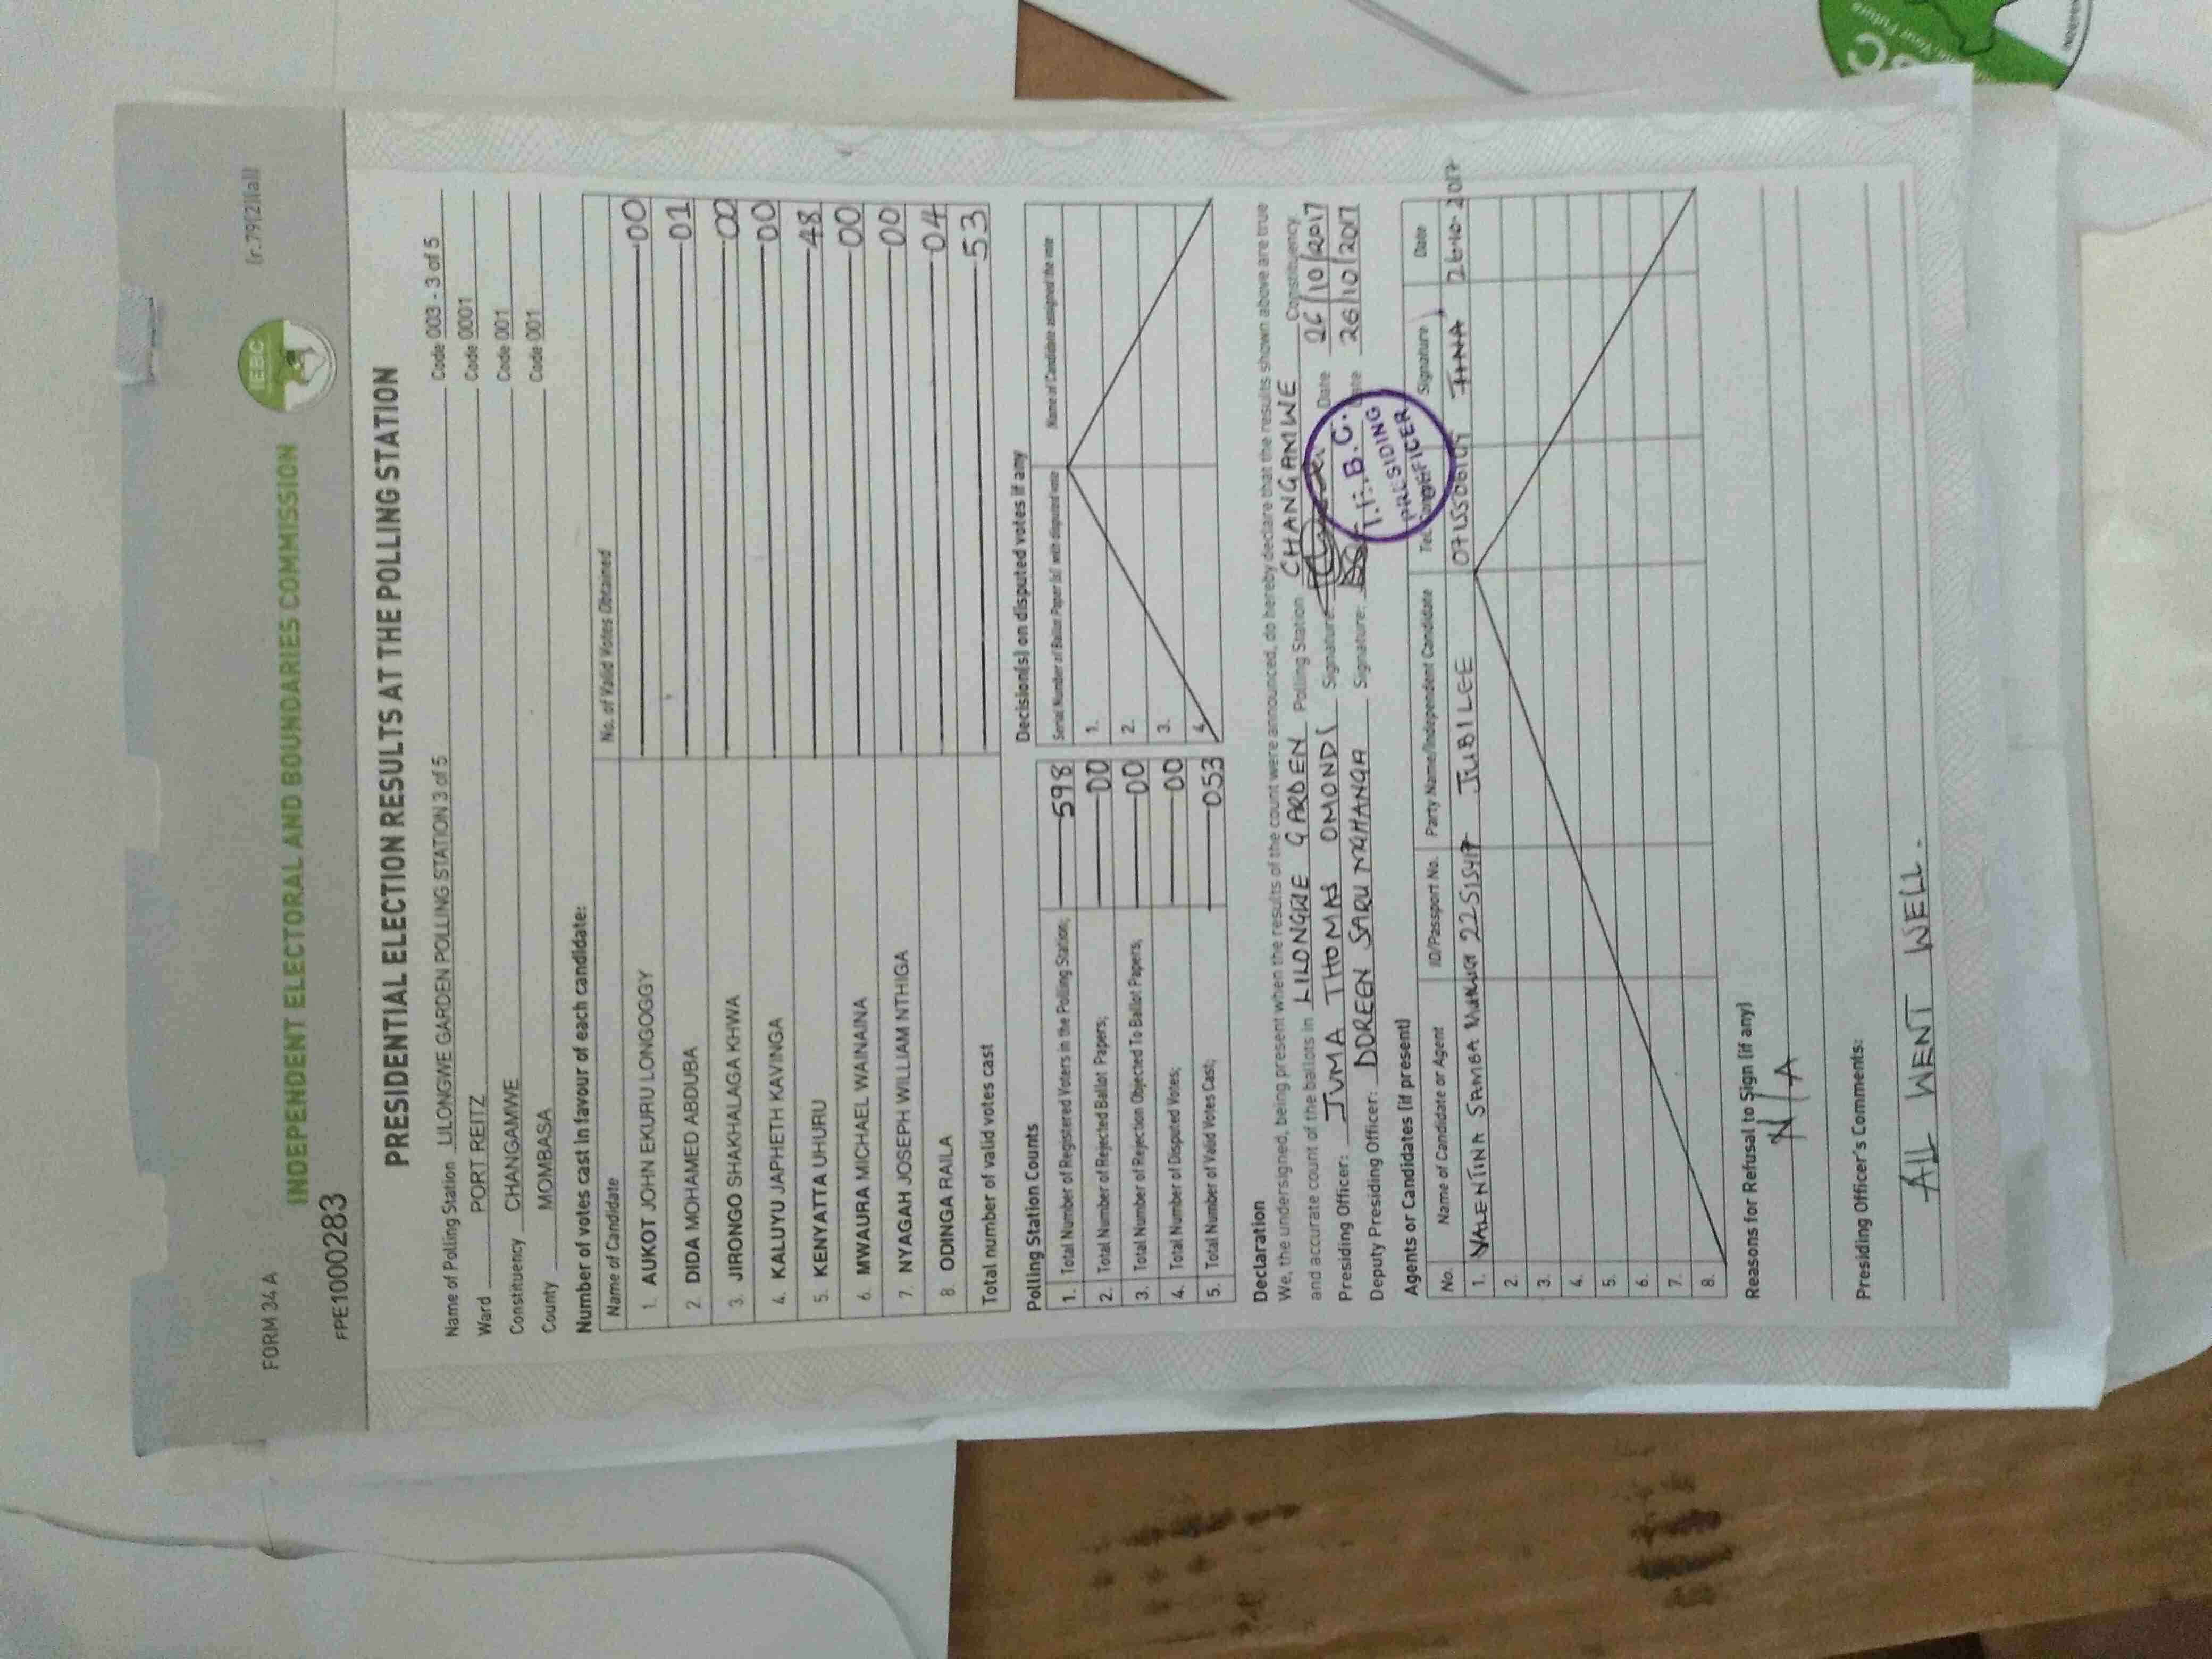 FORM 34 A
(r.79(2)(a))
INDEPENDENT ELECTORAL AND BOUNDARIES COMMISSION
IEBC
FPE1000283
PRESIDENTIAL ELECTION RESULTS AT THE POLLING STATION
Name of Polling Station LILONGWE GARDEN POLLING STATION 3 of 5 Code 003 - 3 of 5
Ward PORT REITZ Code 0001
Constituency CHANGAMWE Code 001
County MOMBASA Code 001
Number of votes cast in favour of each candidate:
Name of Candidate No. of Valid Votes Obtained
1. AUKOT JOHN EKURU LONGOGGY 00
2 DIDA MOHAMED ABDUBA 01
3. JIRONGO SHAKHALAGA KHWA 00
4. KALUYU JAPHETH KAVINGA 00
5. KENYATTA UHURU 48
6. MWAURA MICHAEL WAINAINA 00
7. NYAGAH JOSEPH WILLIAM NTHIGA 00
8. ODINGA RAILA 04
Total number of valid votes cast 53
Polling Station Counts
1. Total Number of Registered Voters in the Polling Station; 598
2. Total Number of Rejected Ballot Papers; 00
3. Total Number of Rejection Objected To Ballot Papers; 00
4. Total Number of Disputed Votes; 00
5. Total Number of Valid Votes Cast; 053
Decision(s) on disputed votes if any
Serial Number of Ballot Paper (s) with disputed vote Name of Candidate assigned the vote
1.
2.
3.
4.
Declaration
We, the undersigned, being present when the results of the count were announced, do hereby declare that the results shown above are true
and accurate count of the ballots in LILONGWE GARDEN Polling Station CHANGAMWE Constituency.
Presiding Officer: JUMA THOMAS OMONDI Signature: Date 26/10/2017
Deputy Presiding Officer: DOREEN SARU Signature: Date 26/10/2017
I.E.B.C.
PRESIDING
OFFICER
Agents or Candidates (if present)
No. Name of Candidate or Agent ID/Passport No. Party Name/Independent Candidate Tel. Signature Date
1. VALENTINA SAMBA JUBILEE TINA 26-10-2017
2.
3.
4.
5.
6.
7.
8.
Reasons for Refusal to Sign (if any)
N/A
Presiding Officer's Comments:
ALL WENT WELL.
Your Future